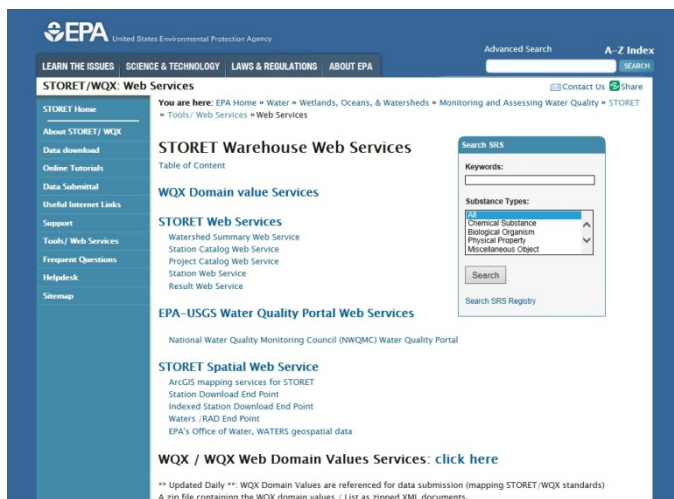 EPA United States Environmental Protection Agency
Advanced Search A-Z Index
LEARN THE ISSUES SCIENCE & TECHNOLOGY LAWS & REGULATIONS ABOUT EPA
SEARCH
STORET/WQX: Web Services
Contact Us Share
STORET Home
About STORET/ WQX
Data download
Online Tutorials
Data Submittal
Useful Internet Links
Support
Tools/ Web Services
Frequent Questions
Helpdesk
Sitemap
You are here: EPA Home » Water » Wetlands, Oceans, & Watersheds » Monitoring and Assessing Water Quality » STORET
» Tools/ Web Services » Web Services
STORET Warehouse Web Services
Table of Content
WQX Domain value Services
STORET Web Services
Watershed Summary Web Service
Station Catalog Web Service
Project Catalog Web Service
Station Web Service
Result Web Service
Search SRS
Keywords:
Substance Types:
All
Chemical Substance
Biological Organism
Physical Property
Miscellaneous Object
Search
Search SRS Registry
EPA-USGS Water Quality Portal Web Services
National Water Quality Monitoring Council (NWQMC) Water Quality Portal
STORET Spatial Web Service
ArcGIS mapping services for STORET
Station Download End Point
Indexed Station Download End Point
Waters /RAD End Point
EPA's Office of Water, WATERS geospatial data
WQX / WQX Web Domain Values Services: click here
** Updated Daily **: WQX Domain Values are referenced for data submission (mapping STORET/WQX standards)
A zip file containing the WQX domain values / List as zipped XML documents.